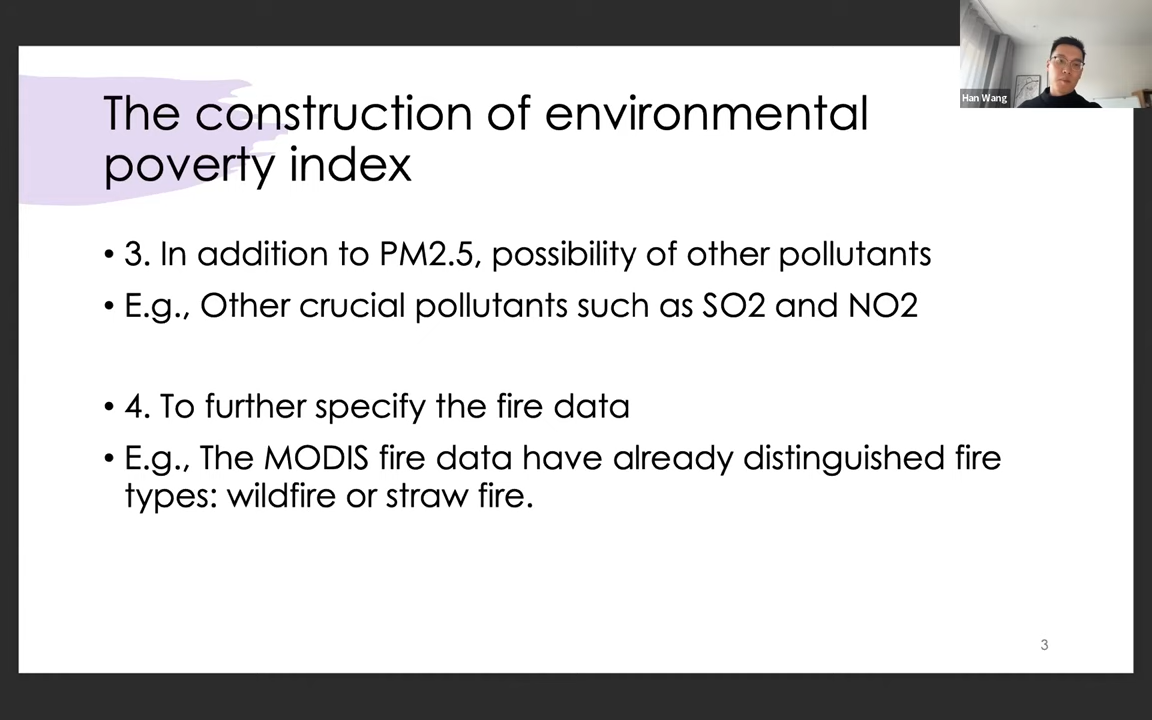 Han Wang
The construction of environmental
poverty index
• 3. In addition to PM2.5, possibility of other pollutants
• E.g., Other crucial pollutants such as SO2 and NO2
• 4. To further specify the fire data
• E.g., The MODIS fire data have already distinguished fire
types: wildfire or straw fire.
3